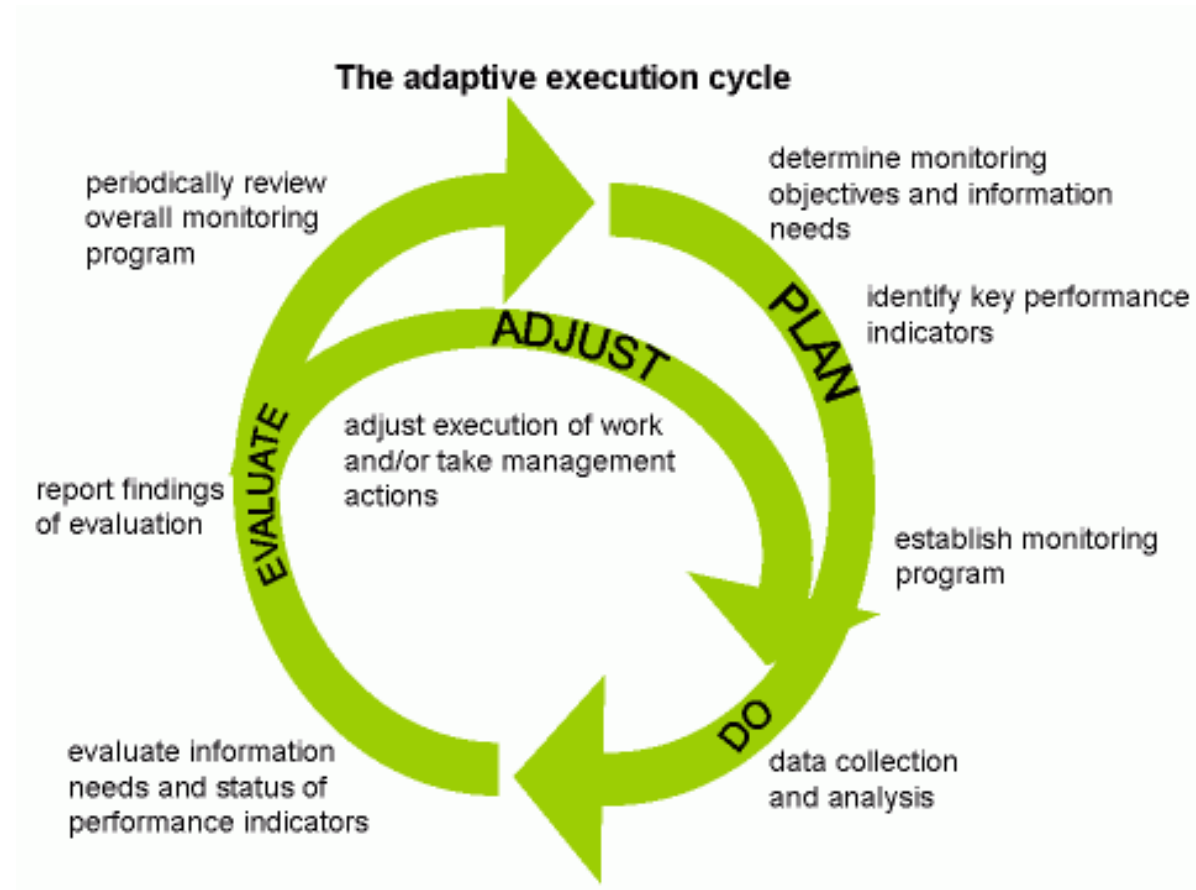 The adaptive execution cycle
determine monitoring
objectives and information
needs
identify key performance
indicators
PLAN
establish monitoring
program
DO
data collection
and analysis
evaluate information
needs and status of
performance indicators
EVALUATE
report findings
of evaluation
periodically review
overall monitoring
program
ADJUST
adjust execution of work
and/or take management
actions